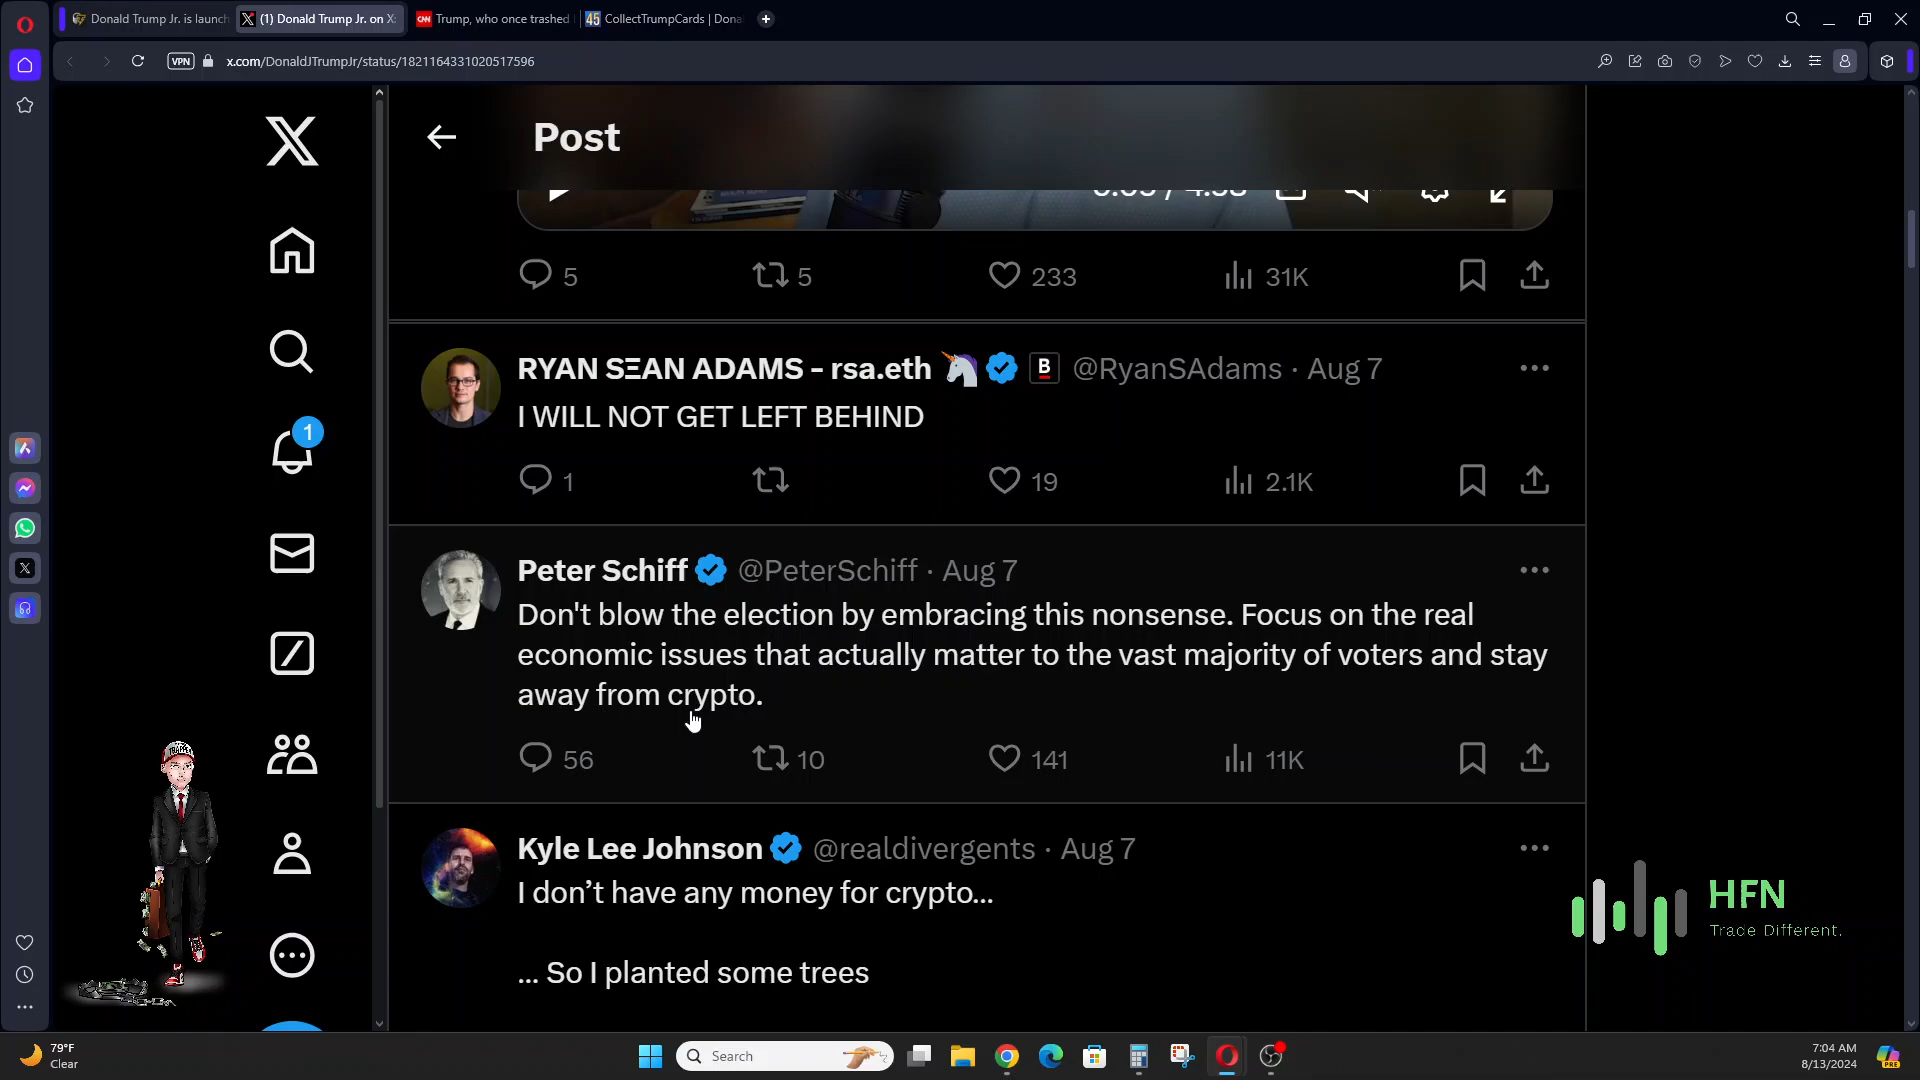 Donald Trump Jr. is launch
(1) Donald Trump Jr. on X:
CNN Trump, who once trashed
45 CollectTrumpCards | Dona
VPN x.com/DonaldJTrumpJr/status/1821164331020517596
Post
5 5 233 31K
RYAN SΞAN ADAMS - rsa.eth 🦄 B @RyanSAdams · Aug 7
I WILL NOT GET LEFT BEHIND
1 19 2.1K
1
Peter Schiff @PeterSchiff · Aug 7
Don't blow the election by embracing this nonsense. Focus on the real
economic issues that actually matter to the vast majority of voters and stay
away from crypto.
56 10 141 11K
Kyle Lee Johnson @realdivergents · Aug 7
I don’t have any money for crypto...
... So I planted some trees
HFN
Trade Different.
79°F
Clear
Search
7:04 AM
8/13/2024
PRE